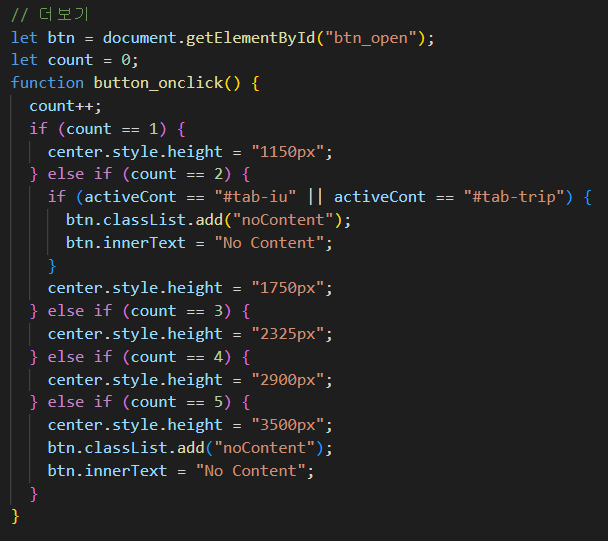 // 더보기
let btn = document.getElementById("btn_open");
let count = 0;
function button_onclick() {
  count++;
  if (count == 1) {
    center.style.height = "1150px";
  } else if (count == 2) {
    if (activeCont == "#tab-iu" || activeCont == "#tab-trip") {
      btn.classList.add("noContent");
      btn.innerText = "No Content";
    }
    center.style.height = "1750px";
  } else if (count == 3) {
    center.style.height = "2325px";
  } else if (count == 4) {
    center.style.height = "2900px";
  } else if (count == 5) {
    center.style.height = "3500px";
    btn.classList.add("noContent");
    btn.innerText = "No Content";
  }
}